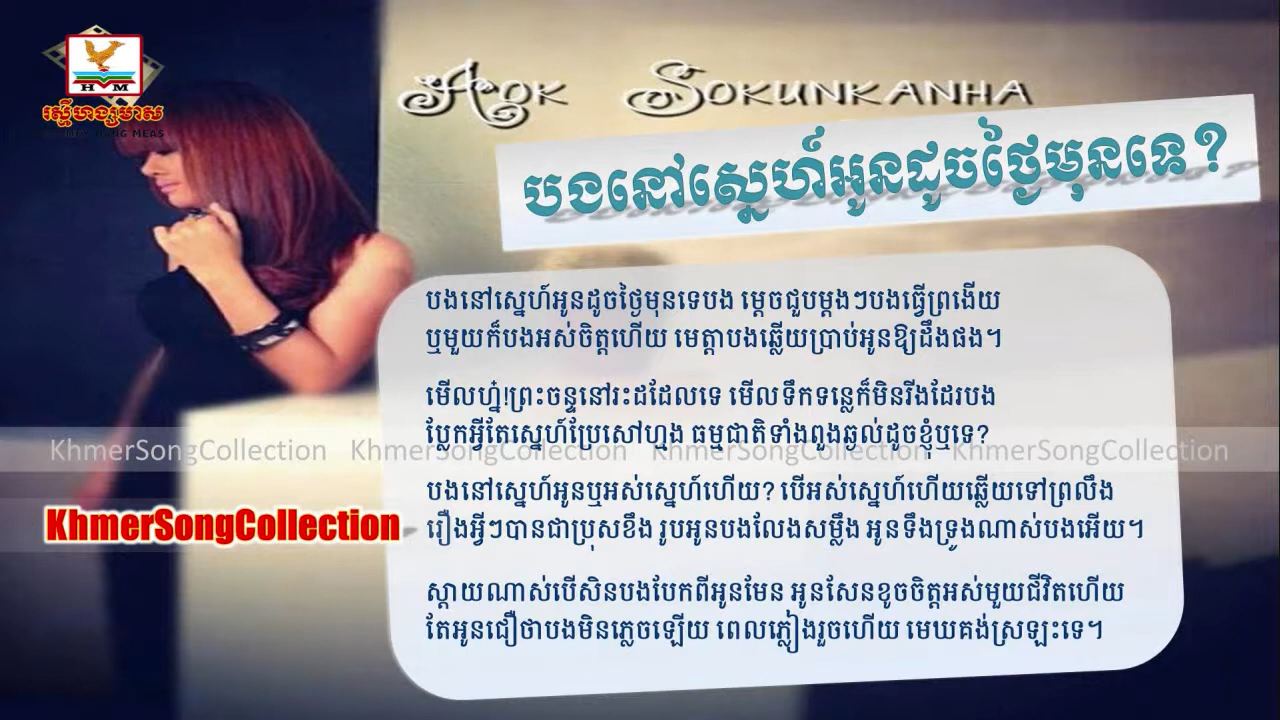 Aok Sokunkanha
HM
រស្មីហង្សមាស
បងនៅស្នេហ៍អូនដូចថ្ងៃមុនទេ?
បងនៅស្នេហ៍អូនដូចថ្ងៃមុនទេបង ម្ដេចជួបម្ដងៗបងធ្វើព្រងើយ
ឬមួយក៏បងអស់ចិត្តហើយ មេត្តាបងឆ្លើយប្រាប់អូនឱ្យដឹងផង។
មើលហ្ន៎!ព្រះចន្ទនៅរះដដែលទេ មើលទឹកទន្លេក៏មិនរីងដែរបង
ប្លែកអ្វីតែស្នេហ៍ប្រែសៅហ្មង ធម្មជាតិទាំងពួងឆ្ងល់ដូចខ្ញុំឬទេ?
KhmerSongCollection KhmerSongCollection KhmerSongCollection KhmerSongCollection
បងនៅស្នេហ៍អូនឬអស់ស្នេហ៍ហើយ? បើអស់ស្នេហ៍ហើយឆ្លើយទៅព្រលឹង
KhmerSongCollection
រឿងអ្វីៗបានជាប្រុសខឹង រូបអូនបងលែងសម្លឹង អូនទឹងទ្រូងណាស់បងអើយ។
ស្ដាយណាស់បើសិនបងបែកពីអូនមែន អូនសែនខូចចិត្តអស់មួយជីវិតហើយ
តែអូនជឿថាបងមិនភ្លេចឡើយ ពេលភ្លៀងរួចហើយ មេឃគង់ស្រឡះទេ។